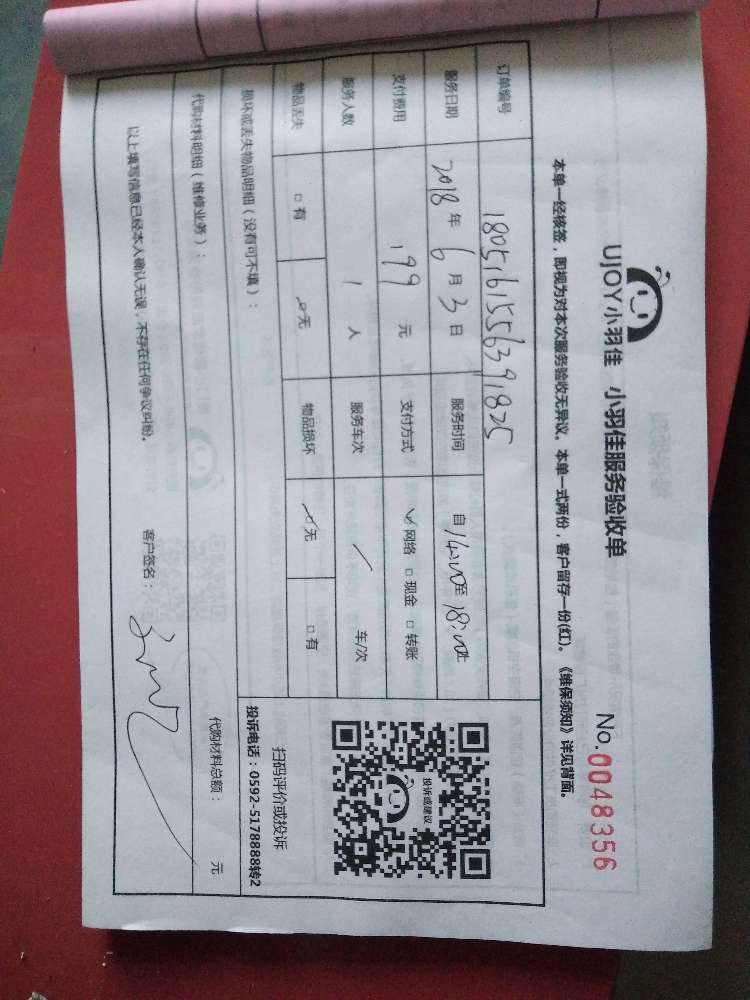 UJOY小羽佳 小羽佳服务验收单
No.0048356
本单一经核签，即视为对本次服务验收无异议。本单一式两份，客户留存一份(红)。《维保须知》详见背面。
订单编号 1805161556391825
服务日期 2018年6月3日 服务时间 自14:00至18:00止
支付费用 199元 支付方式 ☑网络 □现金 □转账
服务人数 1人 服务车次 / 车/次
物品丢失 □有 ☑无 物品损坏 ☑无 □有
投诉或建议
扫码评价或投诉
投诉电话：0592-5178888转2
损坏或丢失物品明细（没有可不填）：
代购材料明细（维修业务）： 代购材料总额： 元
以上填写信息已经本人确认无误，不存在任何争议纠纷。 客户签名：